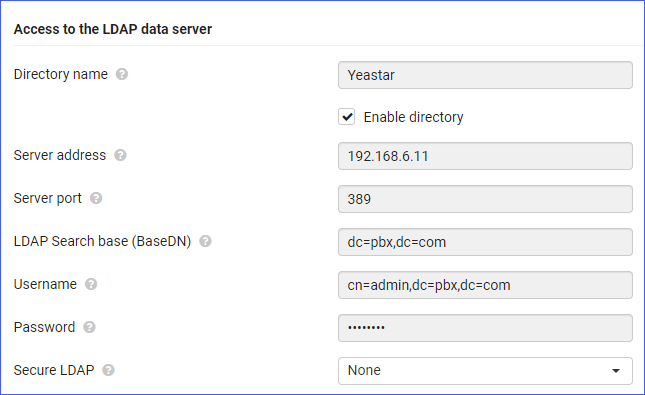 Access to the LDAP data server
Directory name ? Yeastar
Enable directory
Server address ? 192.168.6.11
Server port ? 389
LDAP Search base (BaseDN) ? dc=pbx,dc=com
Username ? cn=admin,dc=pbx,dc=com
Password ? ••••••••
Secure LDAP ? None